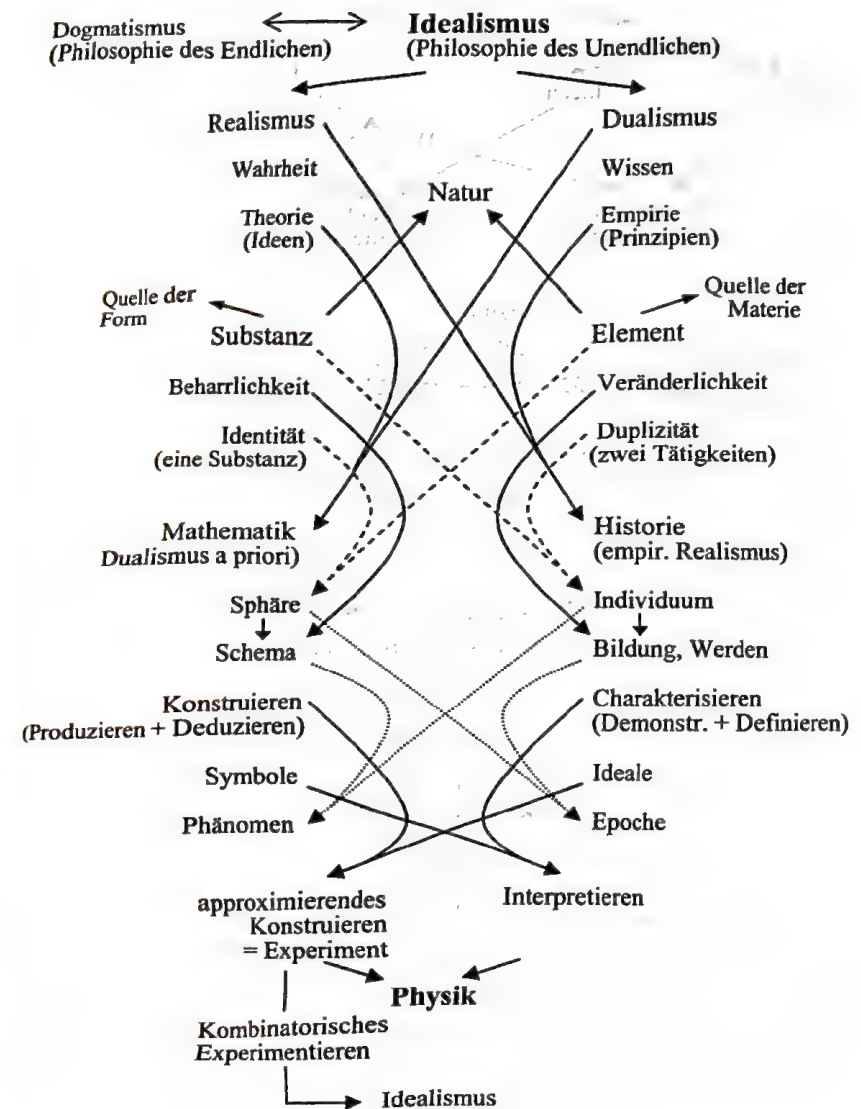 Dogmatismus
(Philosophie des Endlichen)
Idealismus
(Philosophie des Unendlichen)
Realismus
Dualismus
Wahrheit
Wissen
Natur
Theorie
(Ideen)
Empirie
(Prinzipien)
Quelle der
Form
Quelle der
Materie
Substanz
Element
Beharrlichkeit
Veränderlichkeit
Identität
(eine Substanz)
Duplizität
(zwei Tätigkeiten)
Mathematik
Dualismus a priori)
Historie
(empir. Realismus)
Sphäre
Individuum
Schema
Bildung, Werden
Konstruieren
(Produzieren + Deduzieren)
Charakterisieren
(Demonstr. + Definieren)
Symbole
Ideale
Phänomen
Epoche
approximierendes
Konstruieren
= Experiment
Interpretieren
Physik
Kombinatorisches
Experimentieren
Idealismus